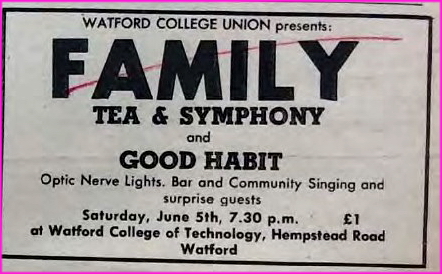 WATFORD COLLEGE UNION presents:
FAMILY
TEA & SYMPHONY
and
GOOD HABIT
Optic Nerve Lights. Bar and Community Singing and
surprise guests
Saturday, June 5th, 7.30 p.m. £1
at Watford College of Technology, Hempstead Road
Watford